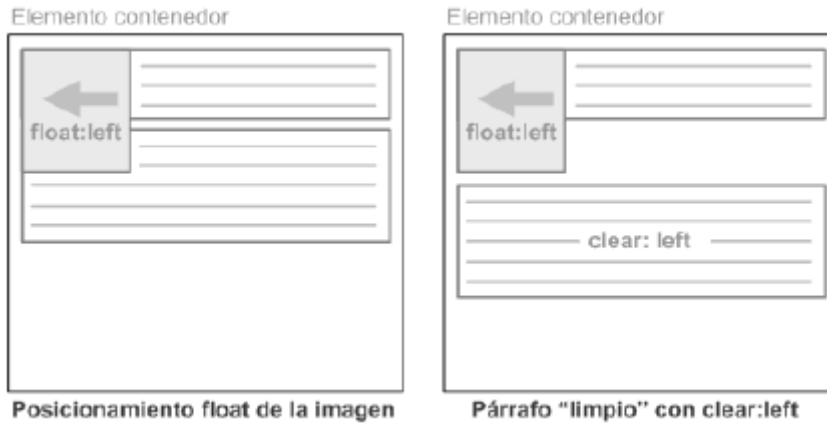 Elemento contenedor
float:left
Posicionamiento float de la imagen
Elemento contenedor
float:left
clear: left
Párrafo “limpio” con clear:left